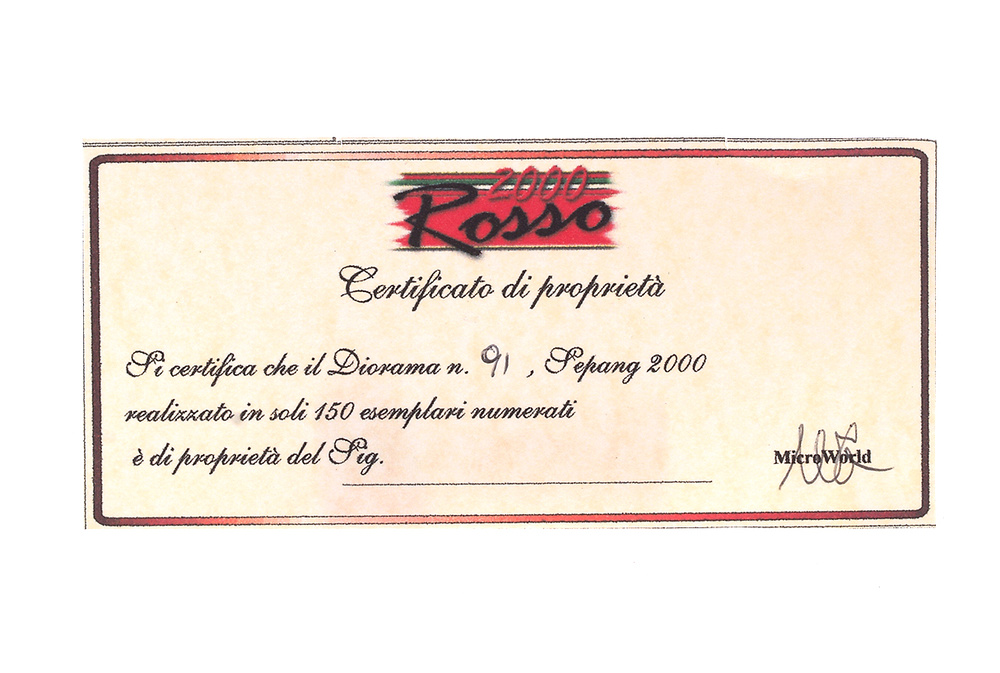 2000
Rosso
Certificato di proprietà
Si certifica che il Diorama n. 91 , Sepang 2000
realizzato in soli 150 esemplari numerati
è di proprietà del Sig.
MicroWorld